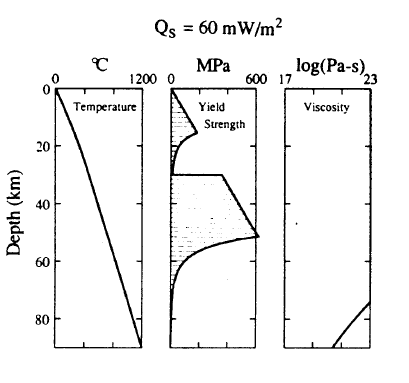 Qs = 60 mW/m²
°C MPa log(Pa-s)
0 1200 0 600 17 23
Temperature Yield Strength Viscosity
0
20
40
60
80
Depth (km)